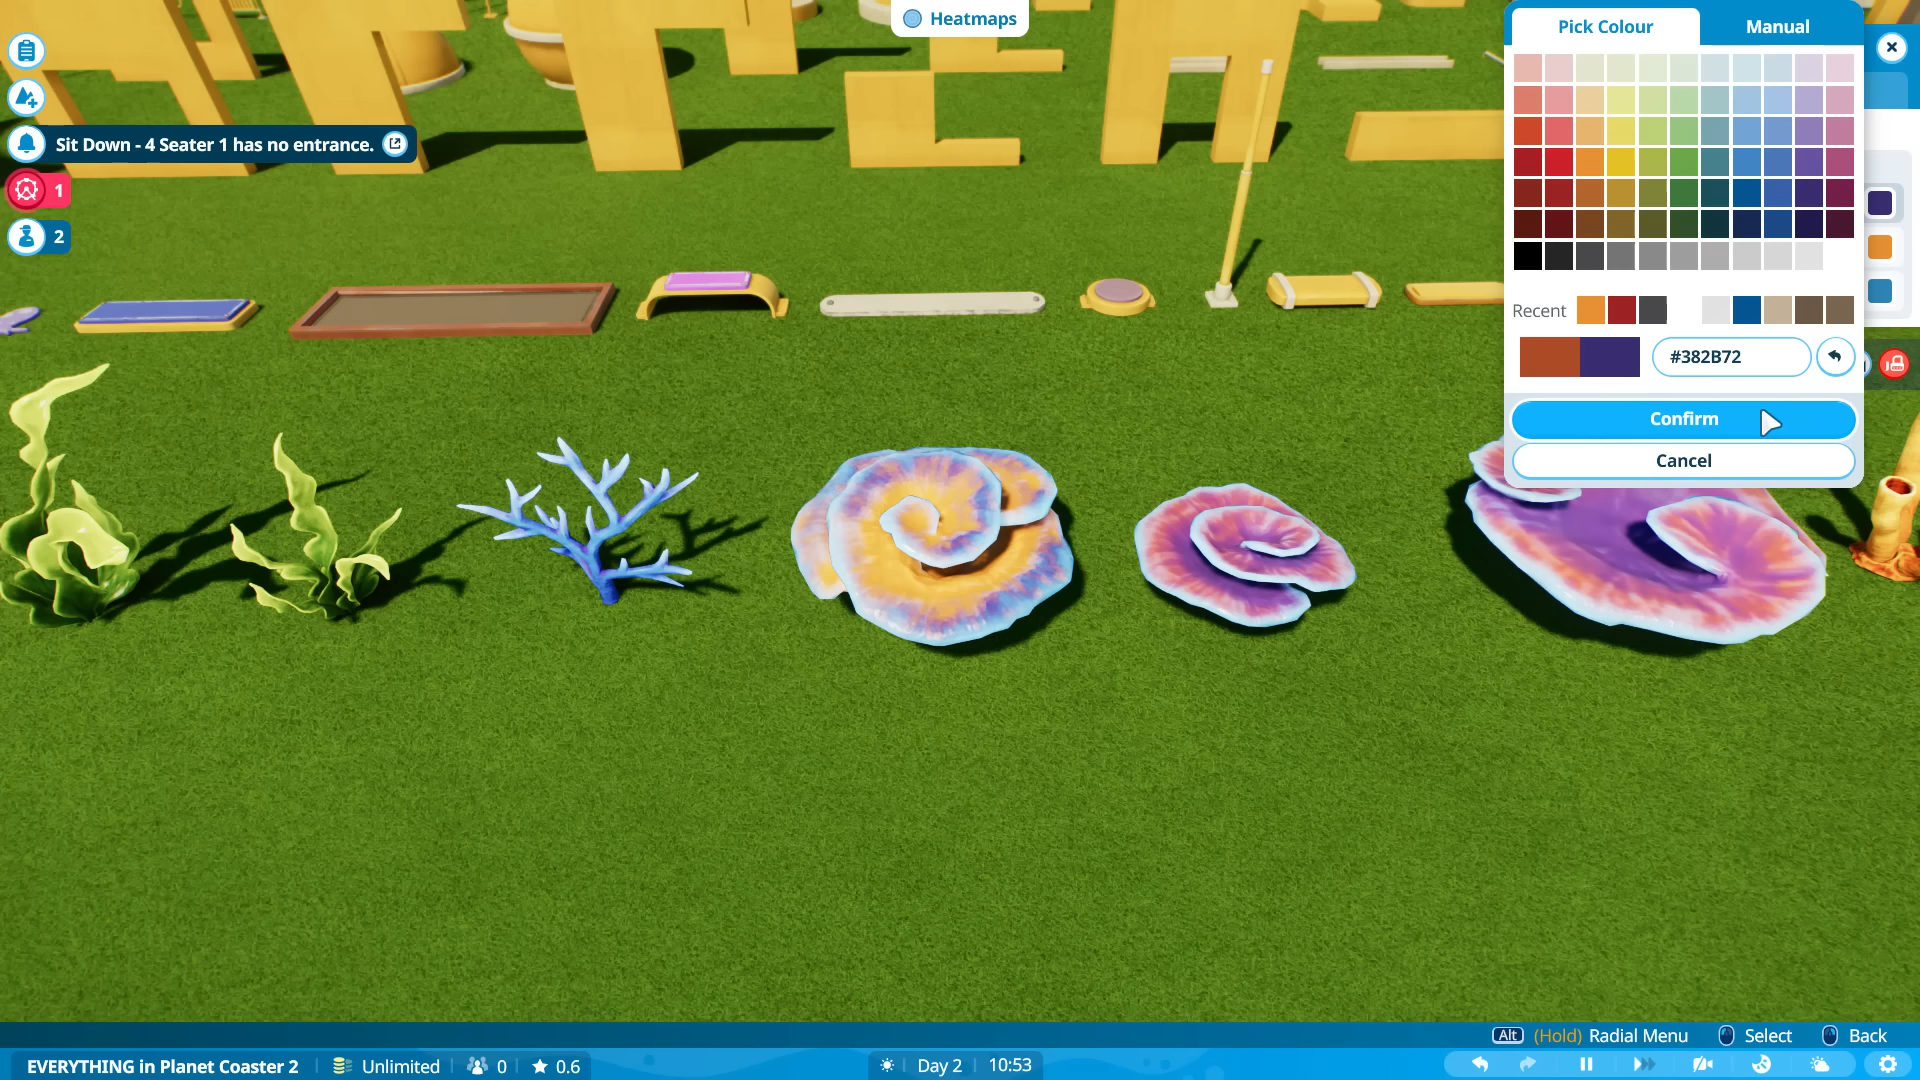 Heatmaps
Pick Colour
Manual
Sit Down - 4 Seater 1 has no entrance.
1
2
Recent
#382B72
Confirm
Cancel
Alt (Hold) Radial Menu Select Back
EVERYTHING in Planet Coaster 2 Unlimited 0 0.6 Day 2 10:53